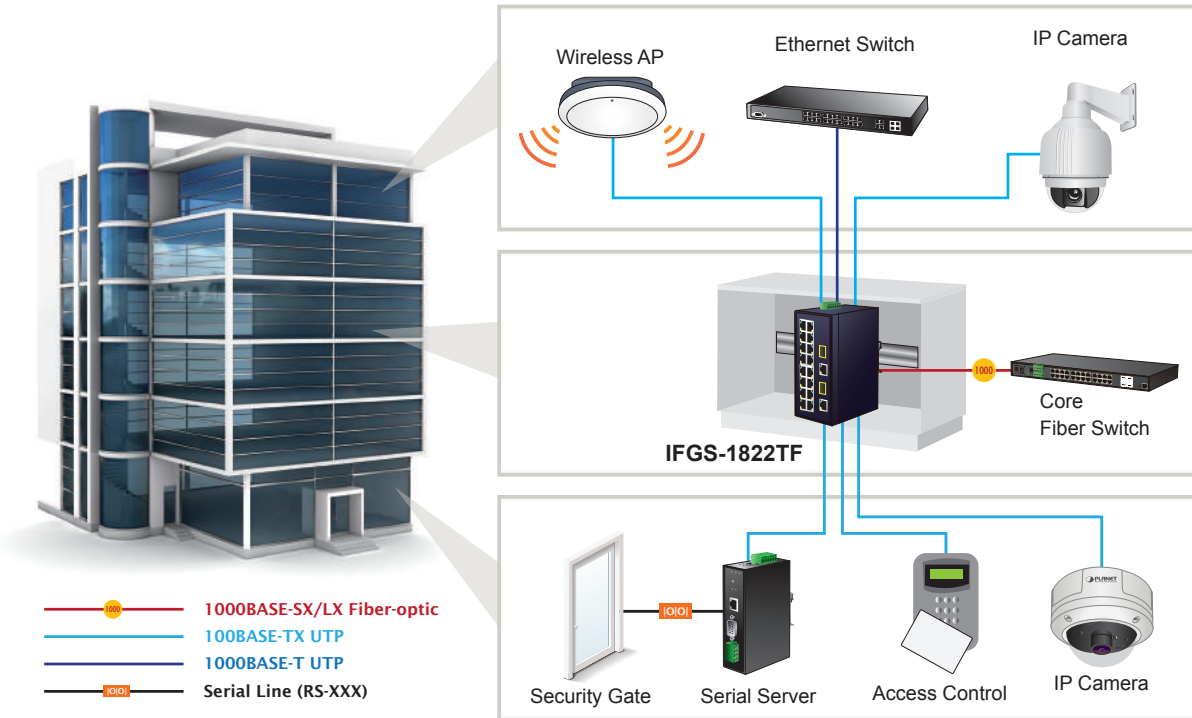 Wireless AP
Ethernet Switch
IP Camera
1000
Core
Fiber Switch
IFGS-1822TF
PLANET
|O|O|
Security Gate
Serial Server
Access Control
IP Camera
1000
1000BASE-SX/LX Fiber-optic
100BASE-TX UTP
1000BASE-T UTP
|O|O|
Serial Line (RS-XXX)